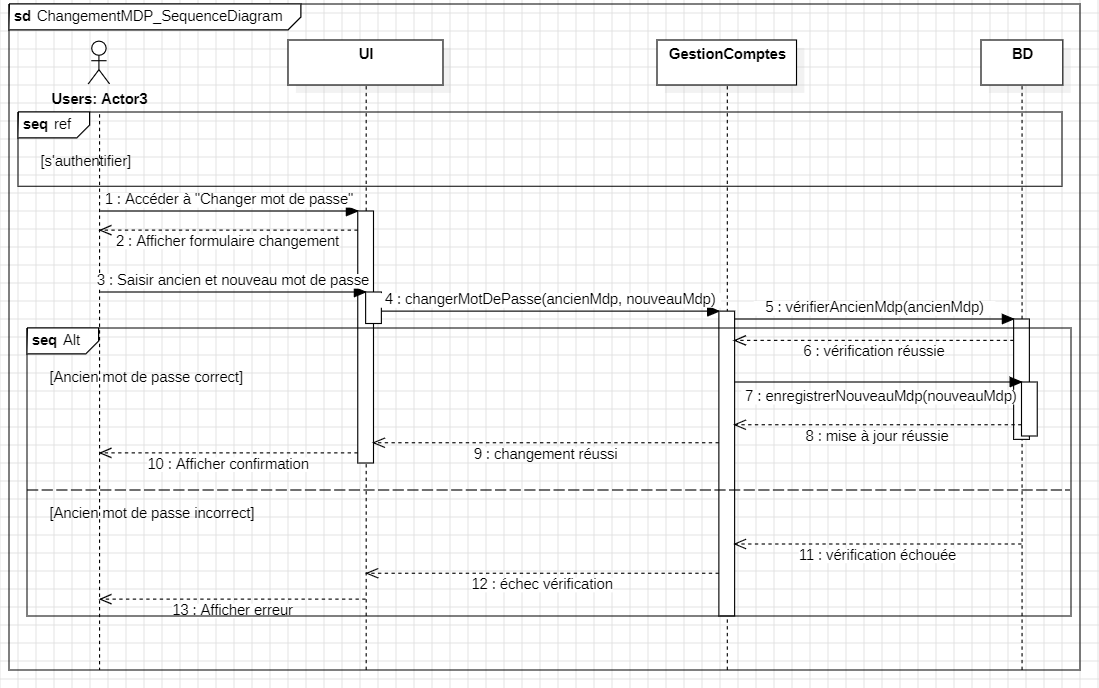 sd ChangementMDP_SequenceDiagram
UI
GestionComptes
BD
Users: Actor3
seq ref
[s'authentifier]
1 : Accéder à "Changer mot de passe"
2 : Afficher formulaire changement
3 : Saisir ancien et nouveau mot de passe
4 : changerMotDePasse(ancienMdp, nouveauMdp)
5 : vérifierAncienMdp(ancienMdp)
seq Alt
6 : vérification réussie
[Ancien mot de passe correct]
7 : enregistrerNouveauMdp(nouveauMdp)
8 : mise à jour réussie
9 : changement réussi
10 : Afficher confirmation
[Ancien mot de passe incorrect]
11 : vérification échouée
12 : échec vérification
13 : Afficher erreur